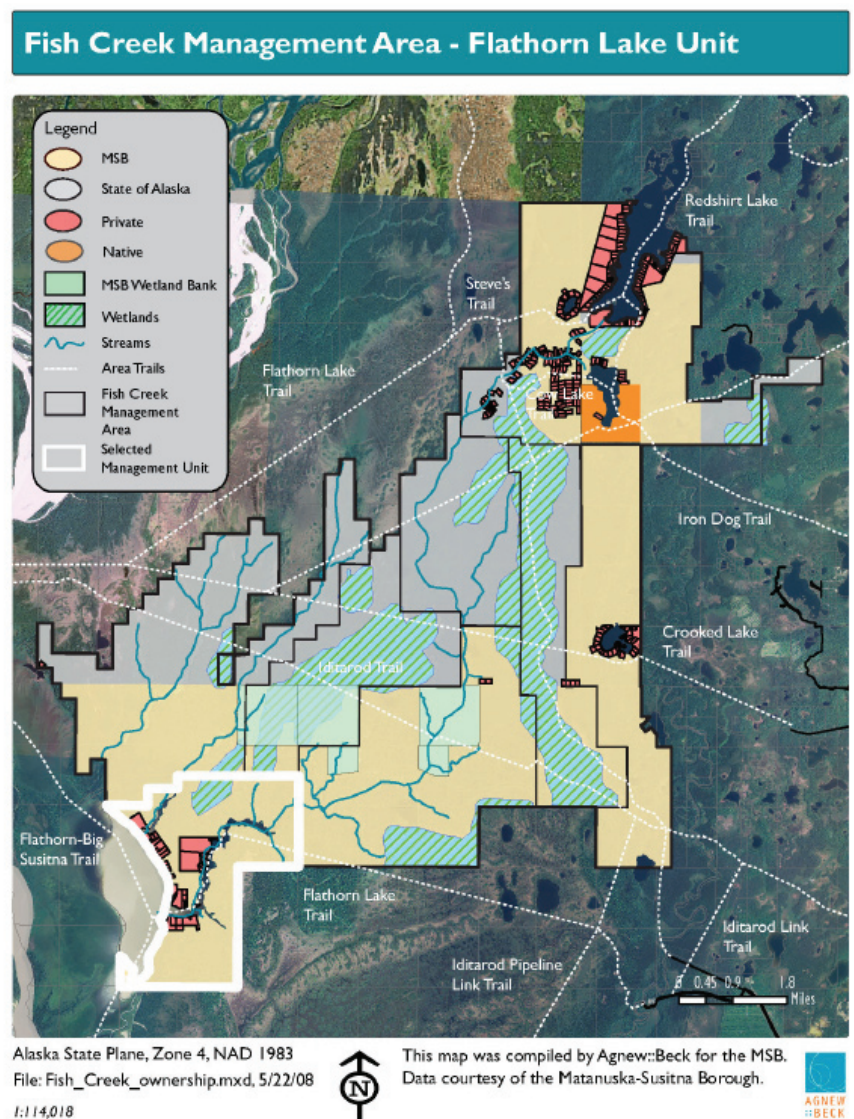 Fish Creek Management Area - Flathorn Lake Unit
Legend
MSB
State of Alaska
Private
Native
MSB Wetland Bank
Wetlands
Streams
Area Trails
Fish Creek
Management
Area
Selected
Management Unit
Redshirt Lake
Trail
Steve's
Trail
Flathorn Lake
Trail
Cow Lake
Iron Dog Trail
Crooked Lake
Trail
Iditarod Trail
Flathorn-Big
Susitna Trail
Flathorn Lake
Trail
Iditarod Link
Trail
Iditarod Pipeline
Link Trail
0.45 0.9 1.8
Miles
Alaska State Plane, Zone 4, NAD 1983
File: Fish_Creek_ownership.mxd, 5/22/08
1:114,018
N
This map was compiled by Agnew::Beck for the MSB.
Data courtesy of the Matanuska-Susitna Borough.
AGNEW
::BECK